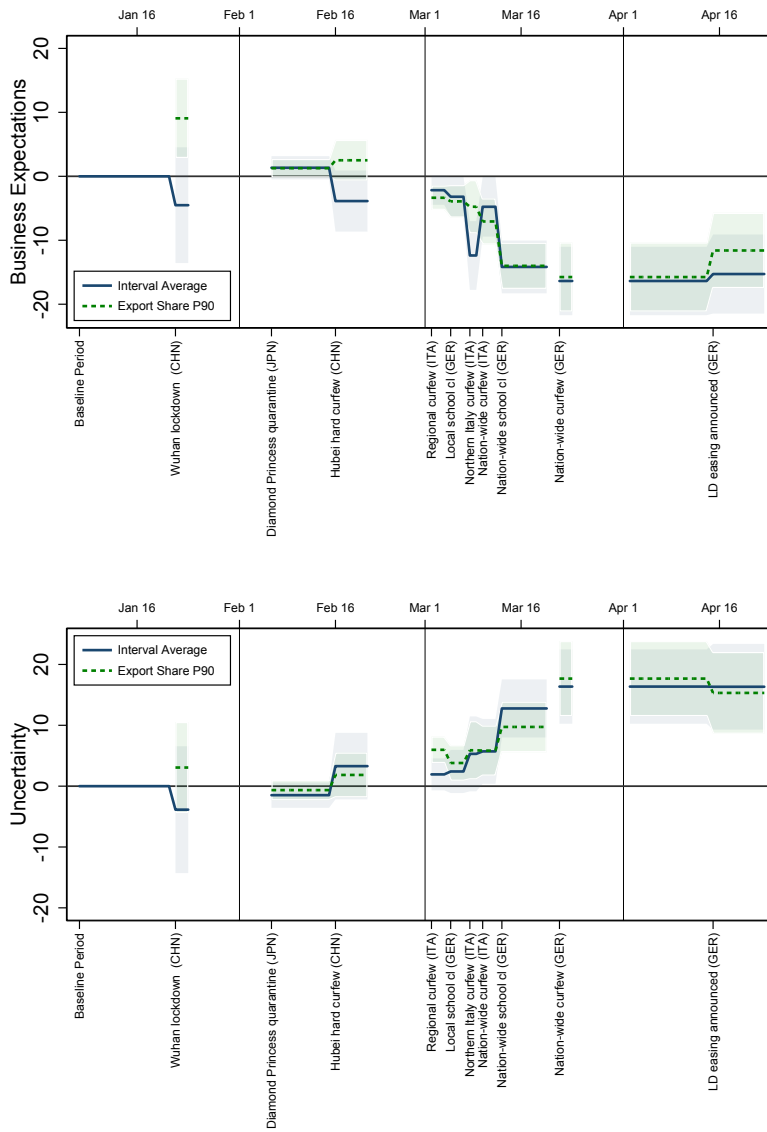 Jan 16
Feb 1
Feb 16
Mar 1
Mar 16
Apr 1
Apr 16
Business Expectations
20
10
0
-10
-20
Interval Average
Export Share P90
Baseline Period
Wuhan lockdown (CHN)
Diamond Princess quarantine (JPN)
Hubei hard curfew (CHN)
Regional curfew (ITA)
Local school cl (GER)
Northern Italy curfew (ITA)
Nation-wide curfew (ITA)
Nation-wide school cl (GER)
Nation-wide curfew (GER)
LD easing announced (GER)
Jan 16
Feb 1
Feb 16
Mar 1
Mar 16
Apr 1
Apr 16
Uncertainty
20
10
0
-10
-20
Interval Average
Export Share P90
Baseline Period
Wuhan lockdown (CHN)
Diamond Princess quarantine (JPN)
Hubei hard curfew (CHN)
Regional curfew (ITA)
Local school cl (GER)
Northern Italy curfew (ITA)
Nation-wide curfew (ITA)
Nation-wide school cl (GER)
Nation-wide curfew (GER)
LD easing announced (GER)